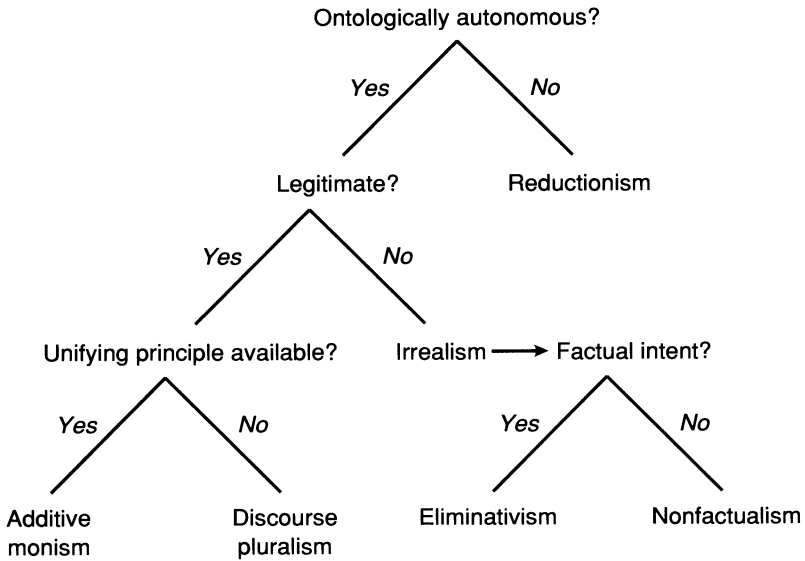 Ontologically autonomous?
Yes
No
Legitimate?
Reductionism
Yes
No
Unifying principle available?
Irrealism
Factual intent?
Yes
No
Yes
No
Additive
monism
Discourse
pluralism
Eliminativism
Nonfactualism